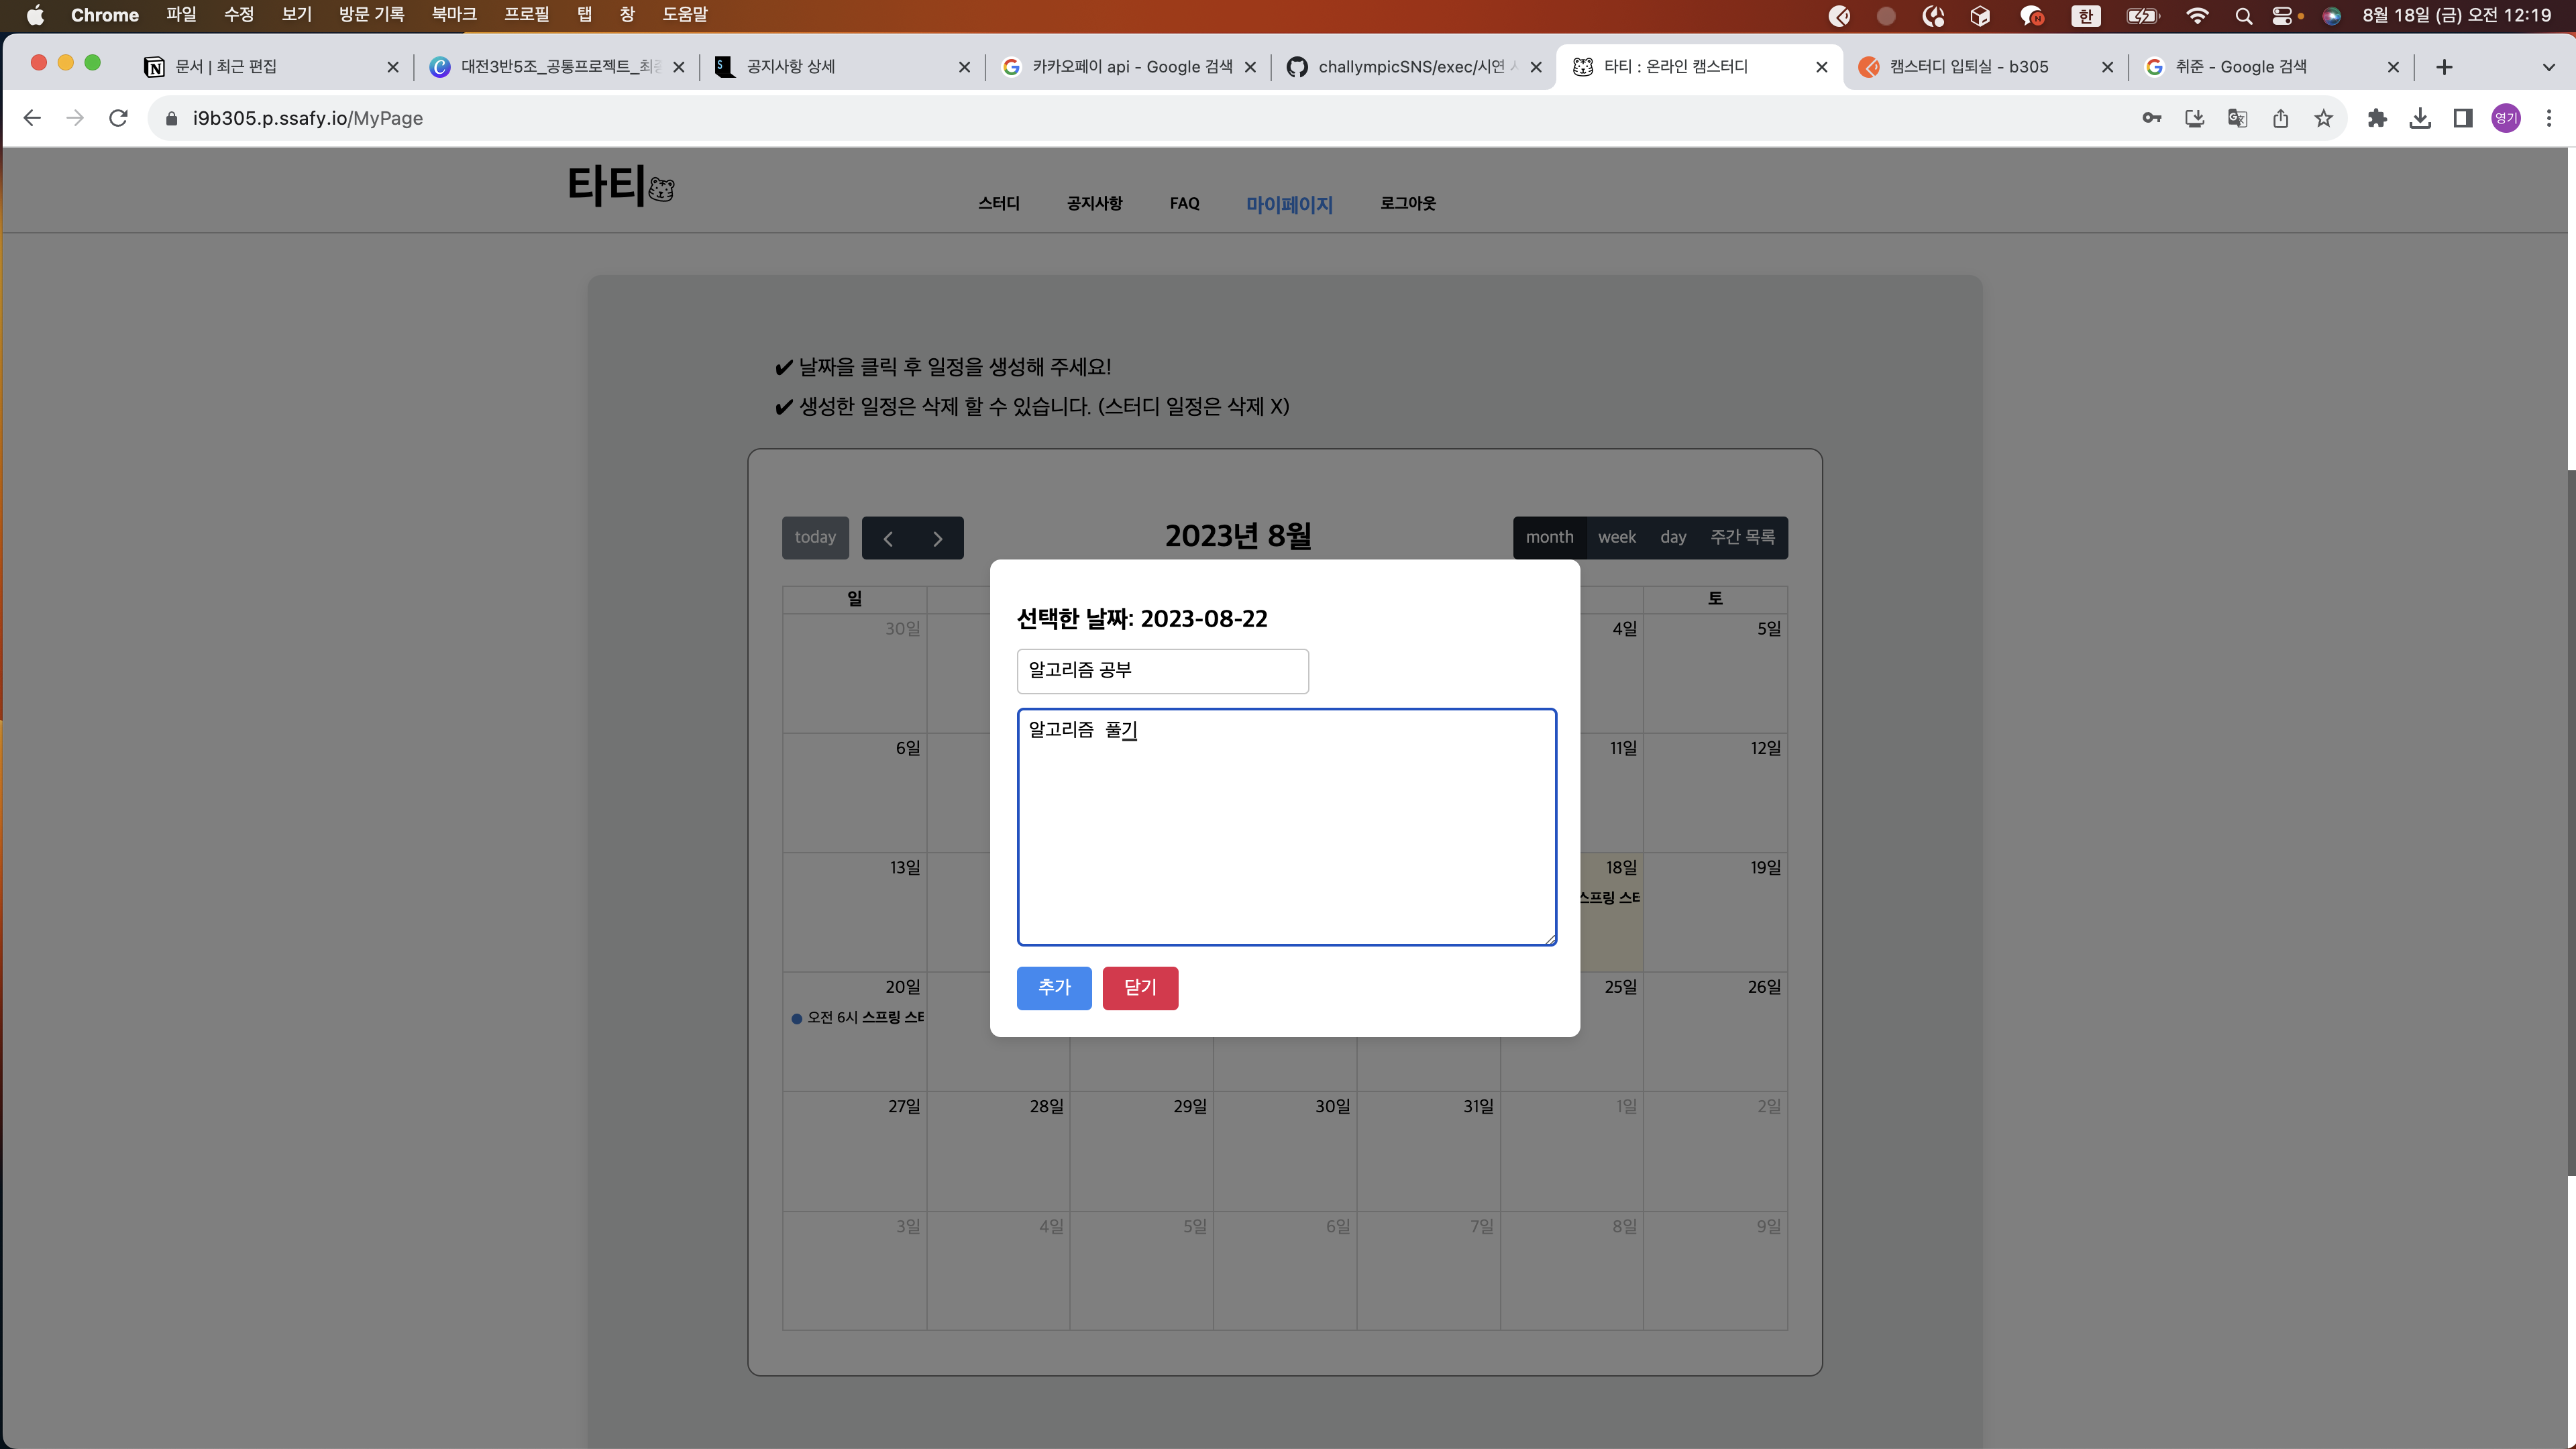 Chrome 파일 수정 보기 방문 기록 북마크 프로필 탭 창 도움말 한 8월 18일 (금) 오전 12:19
문서 | 최근 편집 대전3반5조_공통프로젝트_최종 공지사항 상세 카카오페이 api - Google 검색 challympicSNS/exec/시연 타티 : 온라인 캠스터디 캠스터디 입퇴실 - b305 취준 - Google 검색
i9b305.p.ssafy.io/MyPage 영기
타티
스터디 공지사항 FAQ 마이페이지 로그아웃
✔ 날짜을 클릭 후 일정을 생성해 주세요!
✔ 생성한 일정은 삭제 할 수 있습니다. (스터디 일정은 삭제 X)
today 2023년 8월 month week day 주간 목록
일 토
30일 4일 5일
6일 11일 12일
13일 18일 19일
스프링 스터
20일 25일 26일
오전 6시 스프링 스터
27일 28일 29일 30일 31일 1일 2일
3일 4일 5일 6일 7일 8일 9일
선택한 날짜: 2023-08-22
알고리즘 공부
알고리즘 풀기
추가 닫기